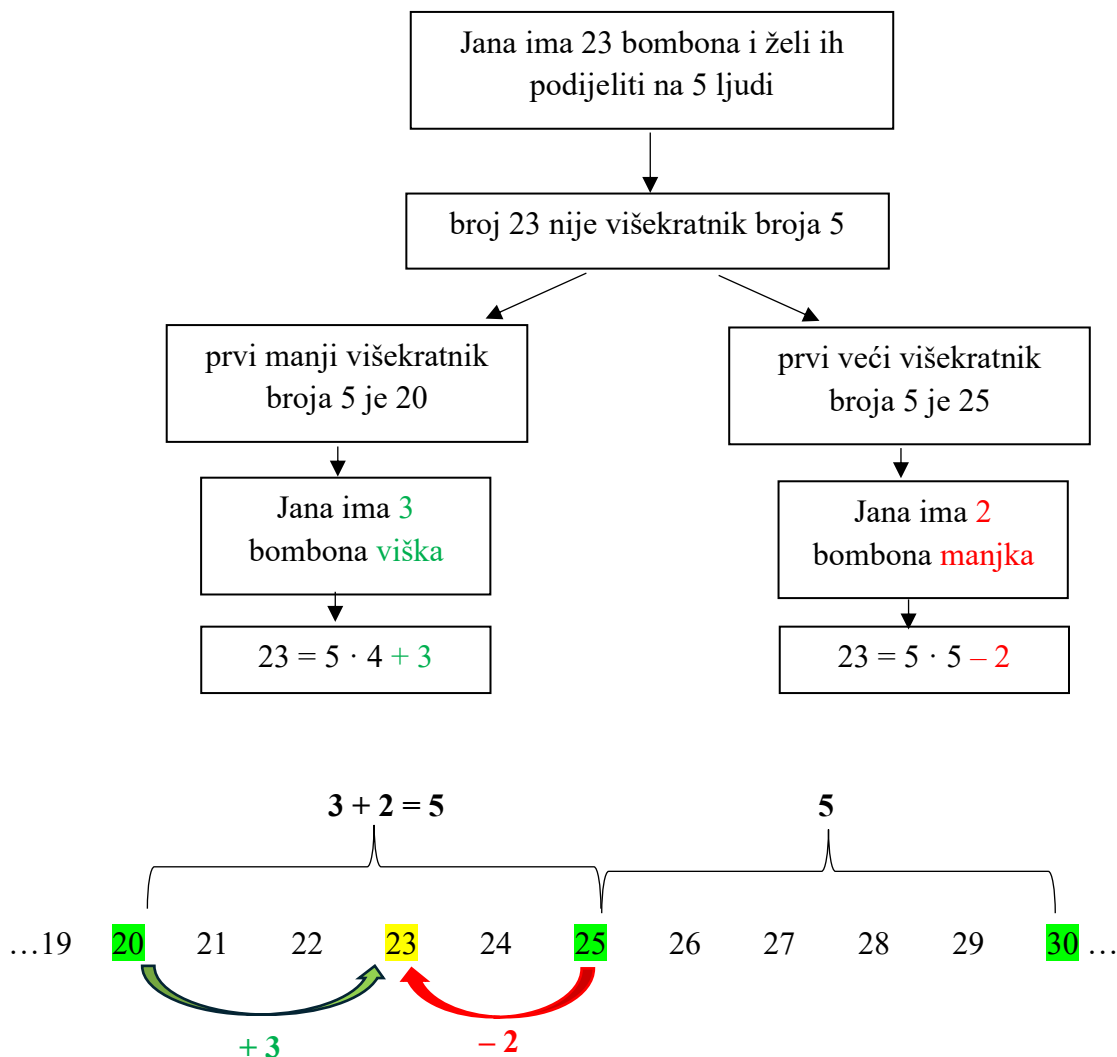 Jana ima 23 bombona i želi ih
podijeliti na 5 ljudi
broj 23 nije višekratnik broja 5
prvi manji višekratnik
broja 5 je 20
prvi veći višekratnik
broja 5 je 25
Jana ima 3
bombona viška
Jana ima 2
bombona manjka
23 = 5 · 4 + 3
23 = 5 · 5 – 2
3 + 2 = 5
5
…19 20 21 22 23 24 25 26 27 28 29 30 …
+ 3
– 2